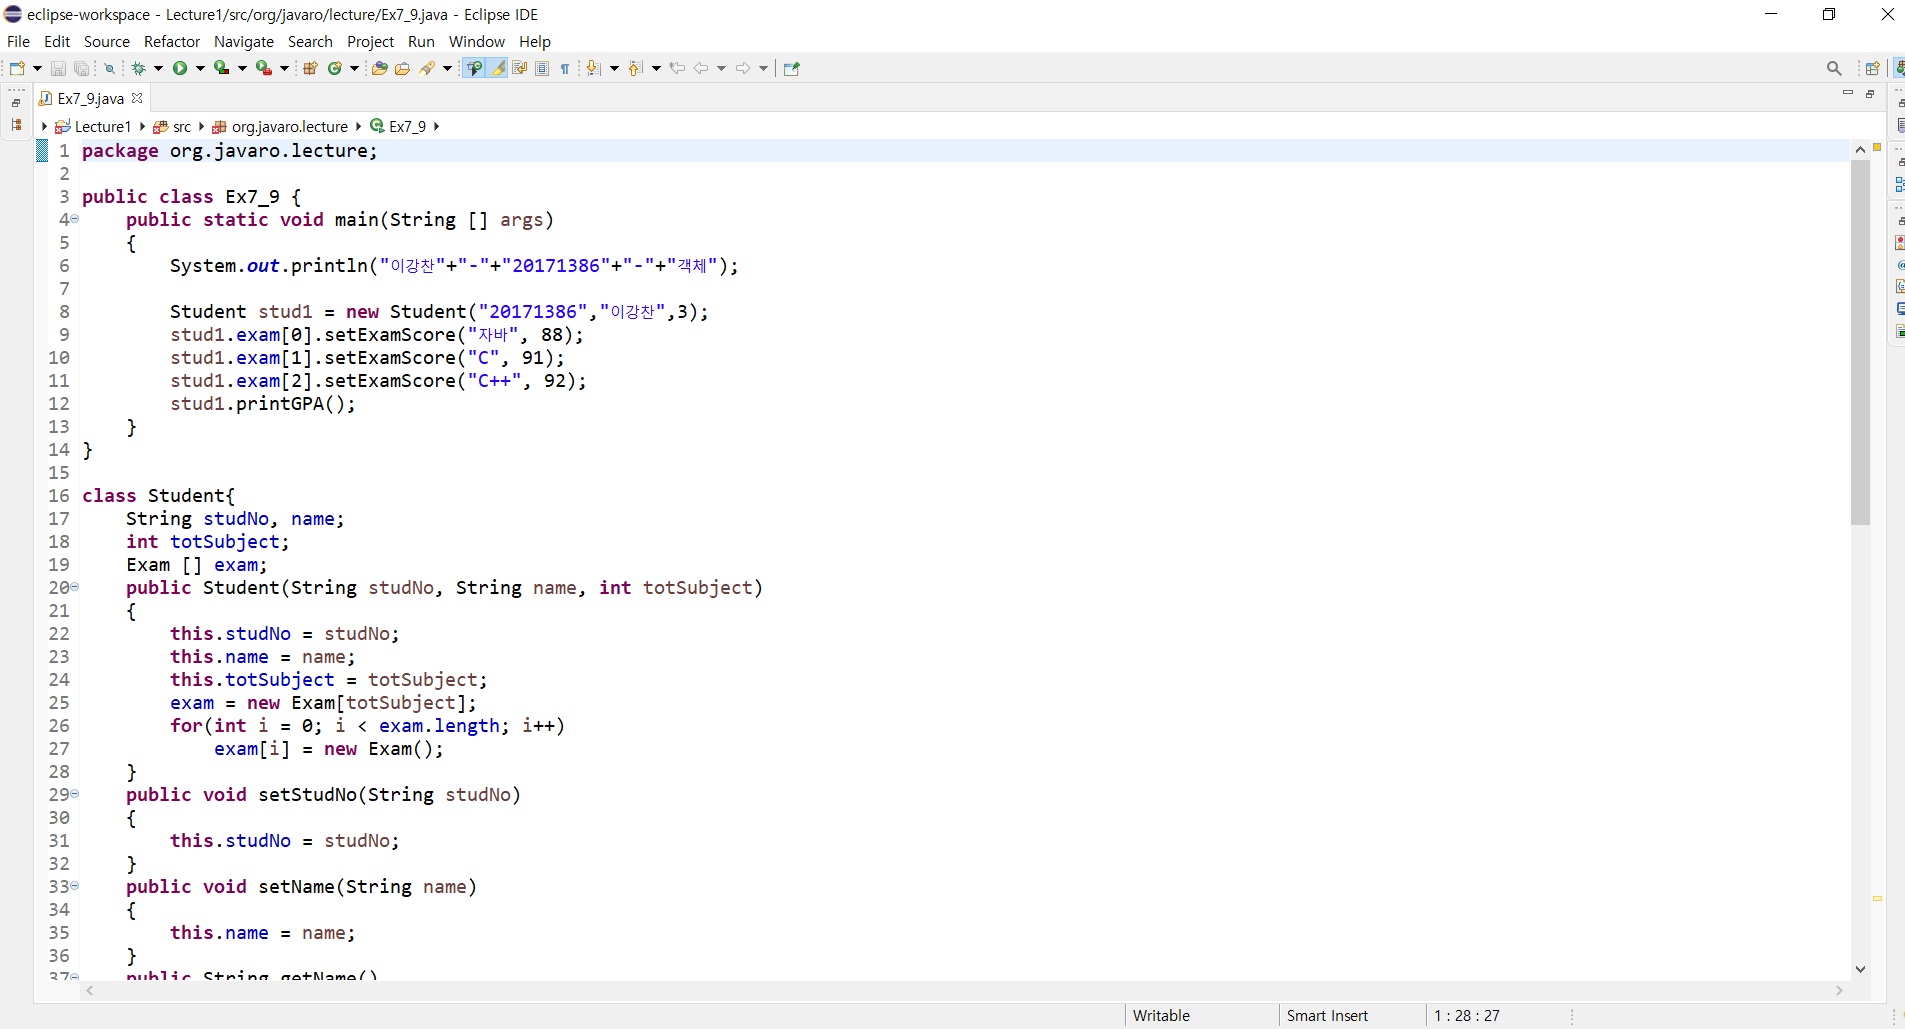 eclipse-workspace - Lecture1/src/org/javaro/lecture/Ex7_9.java - Eclipse IDE
File Edit Source Refactor Navigate Search Project Run Window Help
Ex7_9.java
Lecture1 src org.javaro.lecture Ex7_9
1 package org.javaro.lecture;
2
3 public class Ex7_9 {
4 public static void main(String [] args)
5 {
6 System.out.println("이강찬"+"-"+"20171386"+"-"+"객체");
7
8 Student stud1 = new Student("20171386","이강찬",3);
9 stud1.exam[0].setExamScore("자바", 88);
10 stud1.exam[1].setExamScore("C", 91);
11 stud1.exam[2].setExamScore("C++", 92);
12 stud1.printGPA();
13 }
14 }
15
16 class Student{
17 String studNo, name;
18 int totSubject;
19 Exam [] exam;
20 public Student(String studNo, String name, int totSubject)
21 {
22 this.studNo = studNo;
23 this.name = name;
24 this.totSubject = totSubject;
25 exam = new Exam[totSubject];
26 for(int i = 0; i < exam.length; i++)
27 exam[i] = new Exam();
28 }
29 public void setStudNo(String studNo)
30 {
31 this.studNo = studNo;
32 }
33 public void setName(String name)
34 {
35 this.name = name;
36 }
37 public String getName()
Writable Smart Insert 1 : 28 : 27